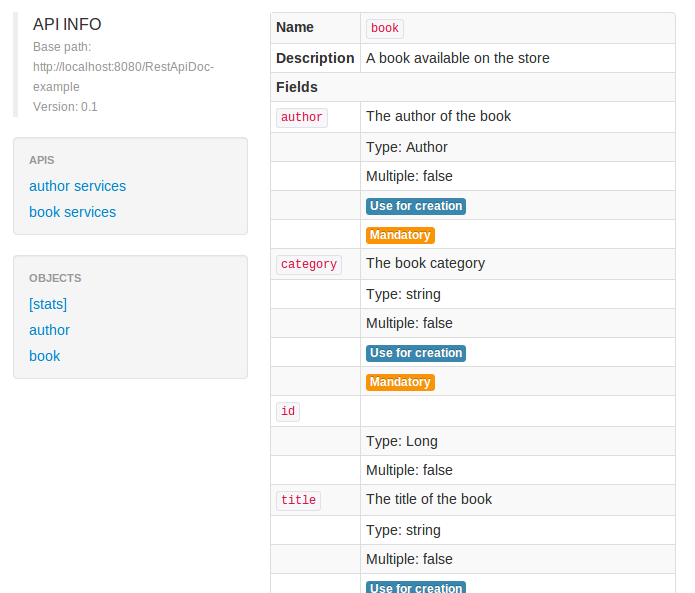 API INFO
Base path:
http://localhost:8080/RestApiDoc-
example
Version: 0.1
APIS
author services
book services
OBJECTS
[stats]
author
book
Name book
Description A book available on the store
Fields
author The author of the book
Type: Author
Multiple: false
Use for creation
Mandatory
category The book category
Type: string
Multiple: false
Use for creation
Mandatory
id
Type: Long
Multiple: false
title The title of the book
Type: string
Multiple: false
Use for creation